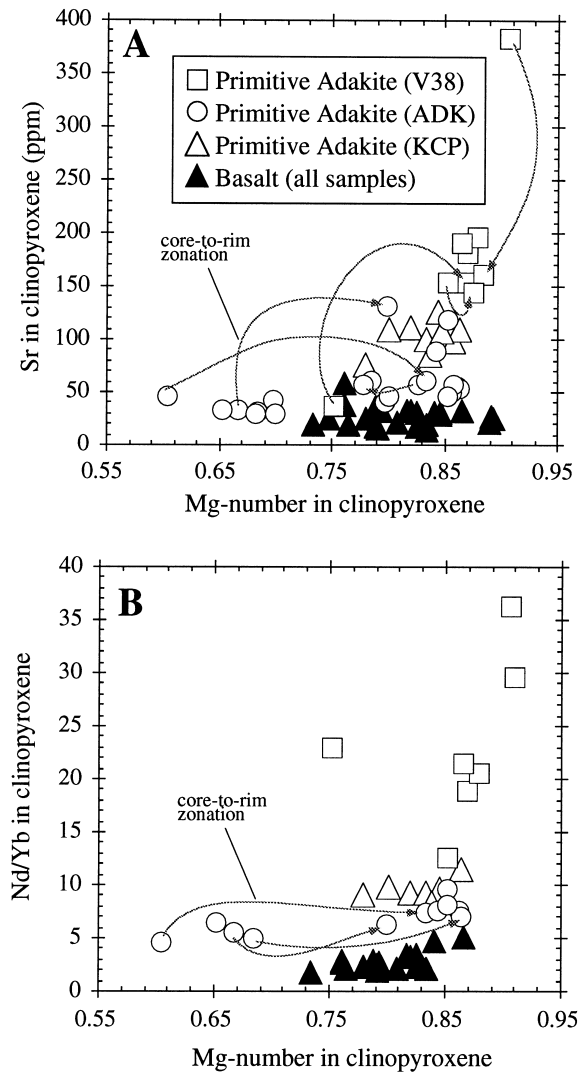 400
350
300
250
200
150
100
50
0
Sr in clinopyroxene (ppm)
A
Primitive Adakite (V38)
Primitive Adakite (ADK)
Primitive Adakite (KCP)
Basalt (all samples)
core-to-rim
zonation
0.55 0.65 0.75 0.85 0.95
Mg-number in clinopyroxene
40
35
30
25
20
15
10
5
0
Nd/Yb in clinopyroxene
B
core-to-rim
zonation
0.55 0.65 0.75 0.85 0.95
Mg-number in clinopyroxene